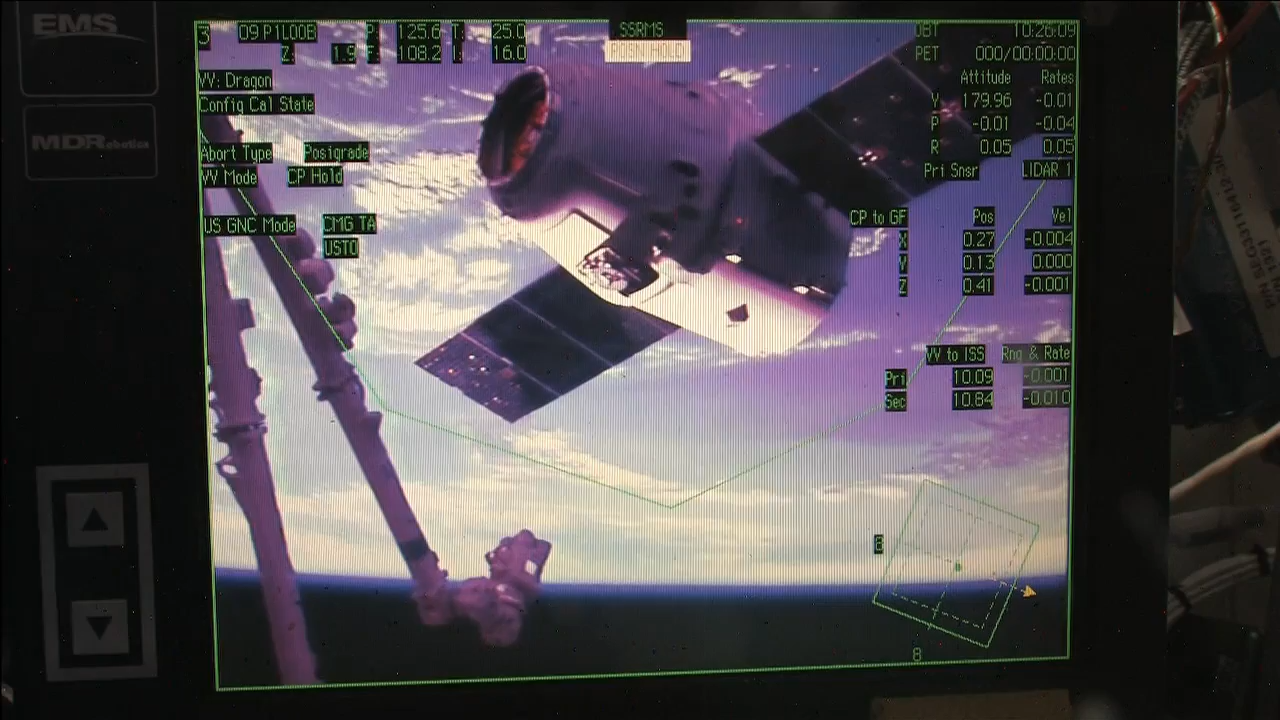 EMS
MDRobotics
3 09 P1LOOB P: 125.6 T: 25.0 SSRMS OBT 10:26:09
Z: 1.9 F: 108.2 I: 16.0 POSN HOLD PET 000/00:00:00
VV: Dragon Attitude Rates
Config Cal State Y 179.96 -0.01
P -0.01 -0.04
Abort Type Posigrade R 0.05 0.05
VV Mode CP Hold Pri Snsr LIDAR 1
US GNC Mode CMG TA CP to GF Pos Vel
USTO X 0.27 -0.004
Y 0.13 0.000
Z 0.41 -0.001
VV to ISS Rng & Rate
Pri 10.09 -0.001
Sec 10.84 -0.010
8
8